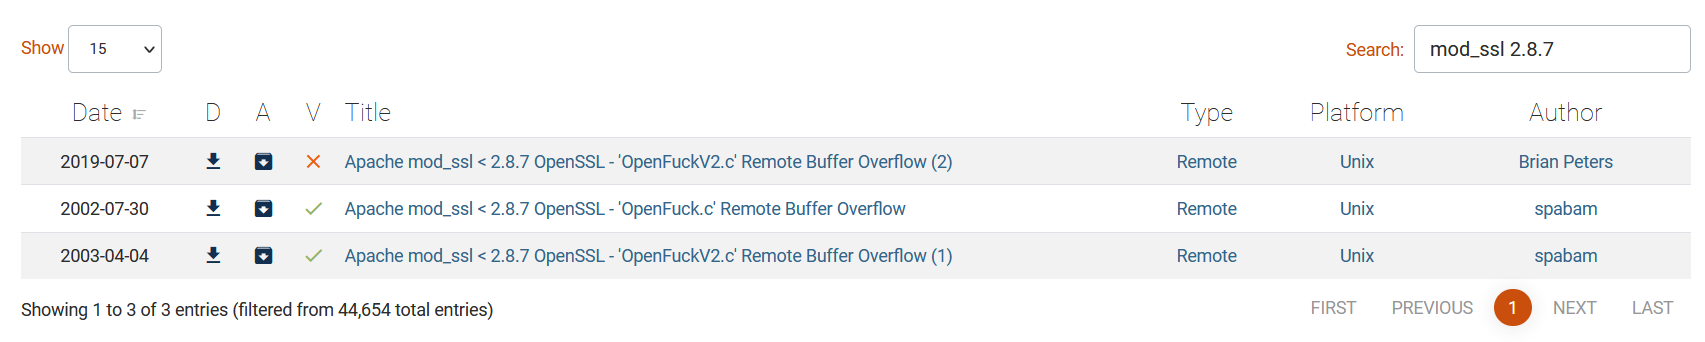 Show 15 Search: mod_ssl 2.8.7
Date D A V Title Type Platform Author
2019-07-07 Apache mod_ssl < 2.8.7 OpenSSL - 'OpenFuckV2.c' Remote Buffer Overflow (2) Remote Unix Brian Peters
2002-07-30 Apache mod_ssl < 2.8.7 OpenSSL - 'OpenFuck.c' Remote Buffer Overflow Remote Unix spabam
2003-04-04 Apache mod_ssl < 2.8.7 OpenSSL - 'OpenFuckV2.c' Remote Buffer Overflow (1) Remote Unix spabam
Showing 1 to 3 of 3 entries (filtered from 44,654 total entries) FIRST PREVIOUS 1 NEXT LAST